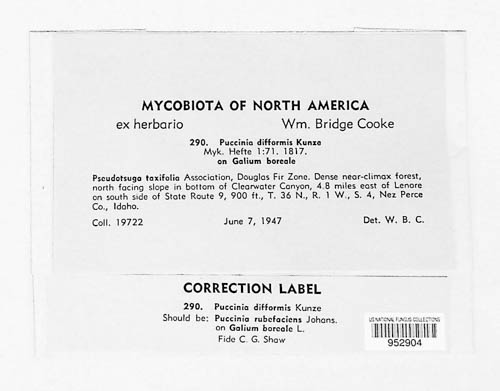 MYCOBIOTA OF NORTH AMERICA
ex herbario Wm. Bridge Cooke
290. Puccinia difformis Kunze
Myk. Hefte 1:71. 1817.
on Galium boreale
Pseudotsuga taxifolia Association, Douglas Fir Zone. Dense near-climax forest,
north facing slope in bottom of Clearwater Canyon, 4.8 miles east of Lenore
on south side of State Route 9, 900 ft., T. 36 N., R. 1 W., S. 4, Nez Perce
Co., Idaho.
Coll. 19722 June 7, 1947 Det. W. B. C.
CORRECTION LABEL
290. Puccinia difformis Kunze
Should be: Puccinia rubefaciens Johans.
on Galium boreale L.
Fide C. G. Shaw
US NATIONAL FUNGUS COLLECTIONS
952904